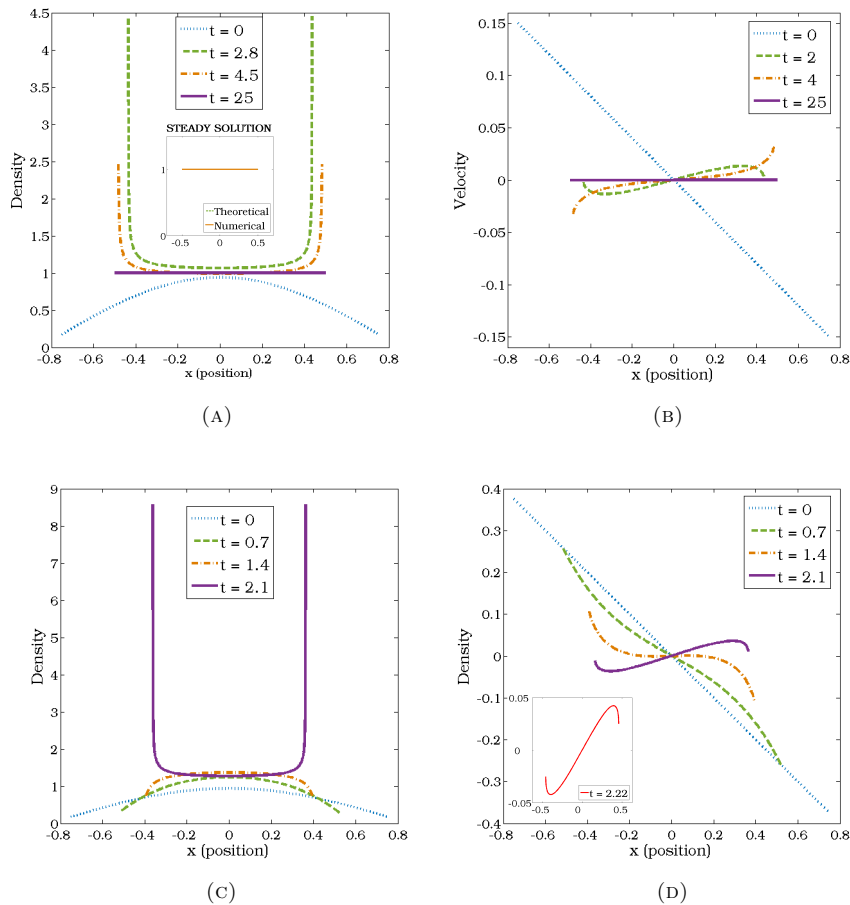 4.5
4
3.5
3
2.5
2
1.5
1
0.5
0
Density
t = 0
t = 2.8
t = 4.5
t = 25
STEADY SOLUTION
1
0
Theoretical
Numerical
-0.5 0 0.5
-0.8 -0.6 -0.4 -0.2 0 0.2 0.4 0.6 0.8
x (position)
(A)
0.15
0.1
0.05
0
-0.05
-0.1
-0.15
Velocity
t = 0
t = 2
t = 4
t = 25
-0.8 -0.6 -0.4 -0.2 0 0.2 0.4 0.6 0.8
x (position)
(B)
9
8
7
6
5
4
3
2
1
0
Density
t = 0
t = 0.7
t = 1.4
t = 2.1
-0.8 -0.6 -0.4 -0.2 0 0.2 0.4 0.6 0.8
x (position)
(C)
0.4
0.3
0.2
0.1
0
-0.1
-0.2
-0.3
-0.4
Density
t = 0
t = 0.7
t = 1.4
t = 2.1
0.05
0
-0.05
t = 2.22
-0.5 0 0.5
-0.8 -0.6 -0.4 -0.2 0 0.2 0.4 0.6 0.8
x (position)
(D)